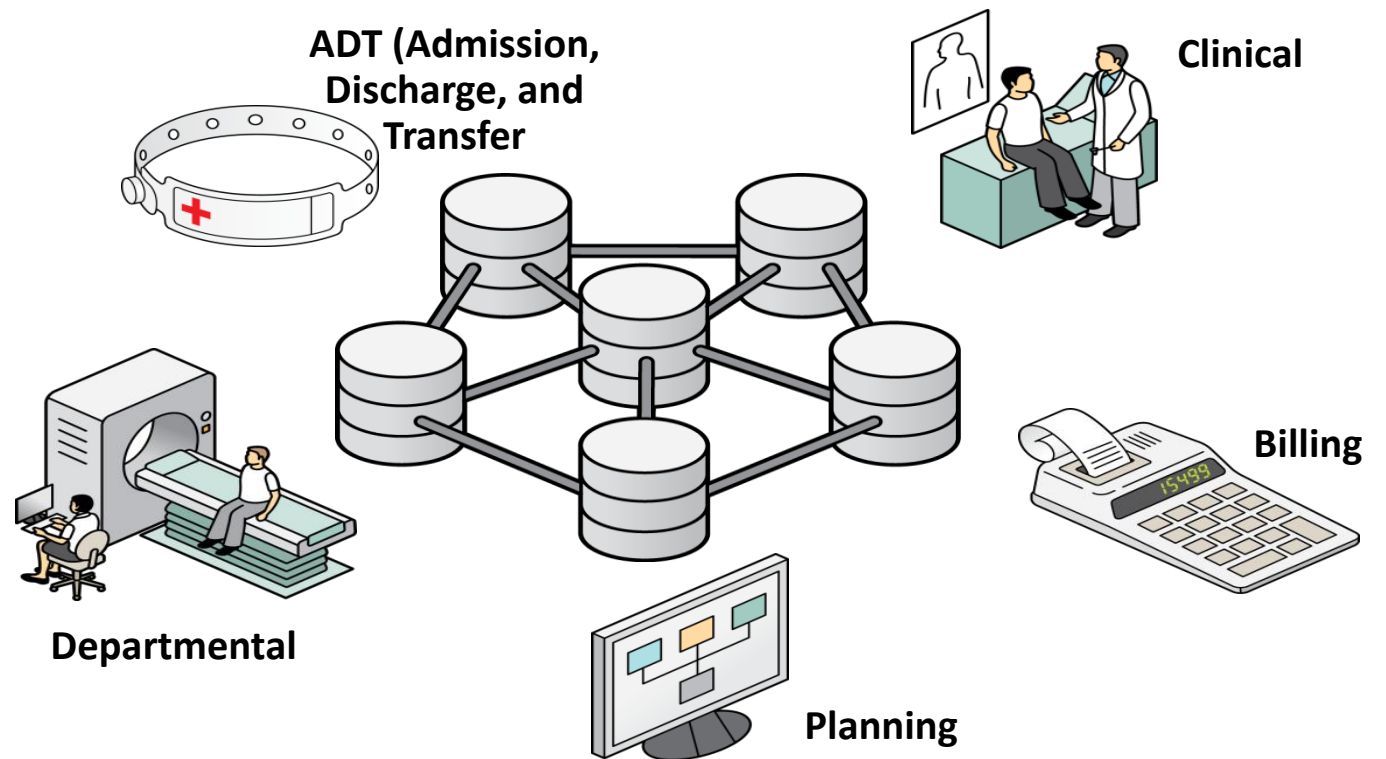 ADT (Admission,
Discharge, and
Transfer
Clinical
Billing
15499
Departmental
Planning